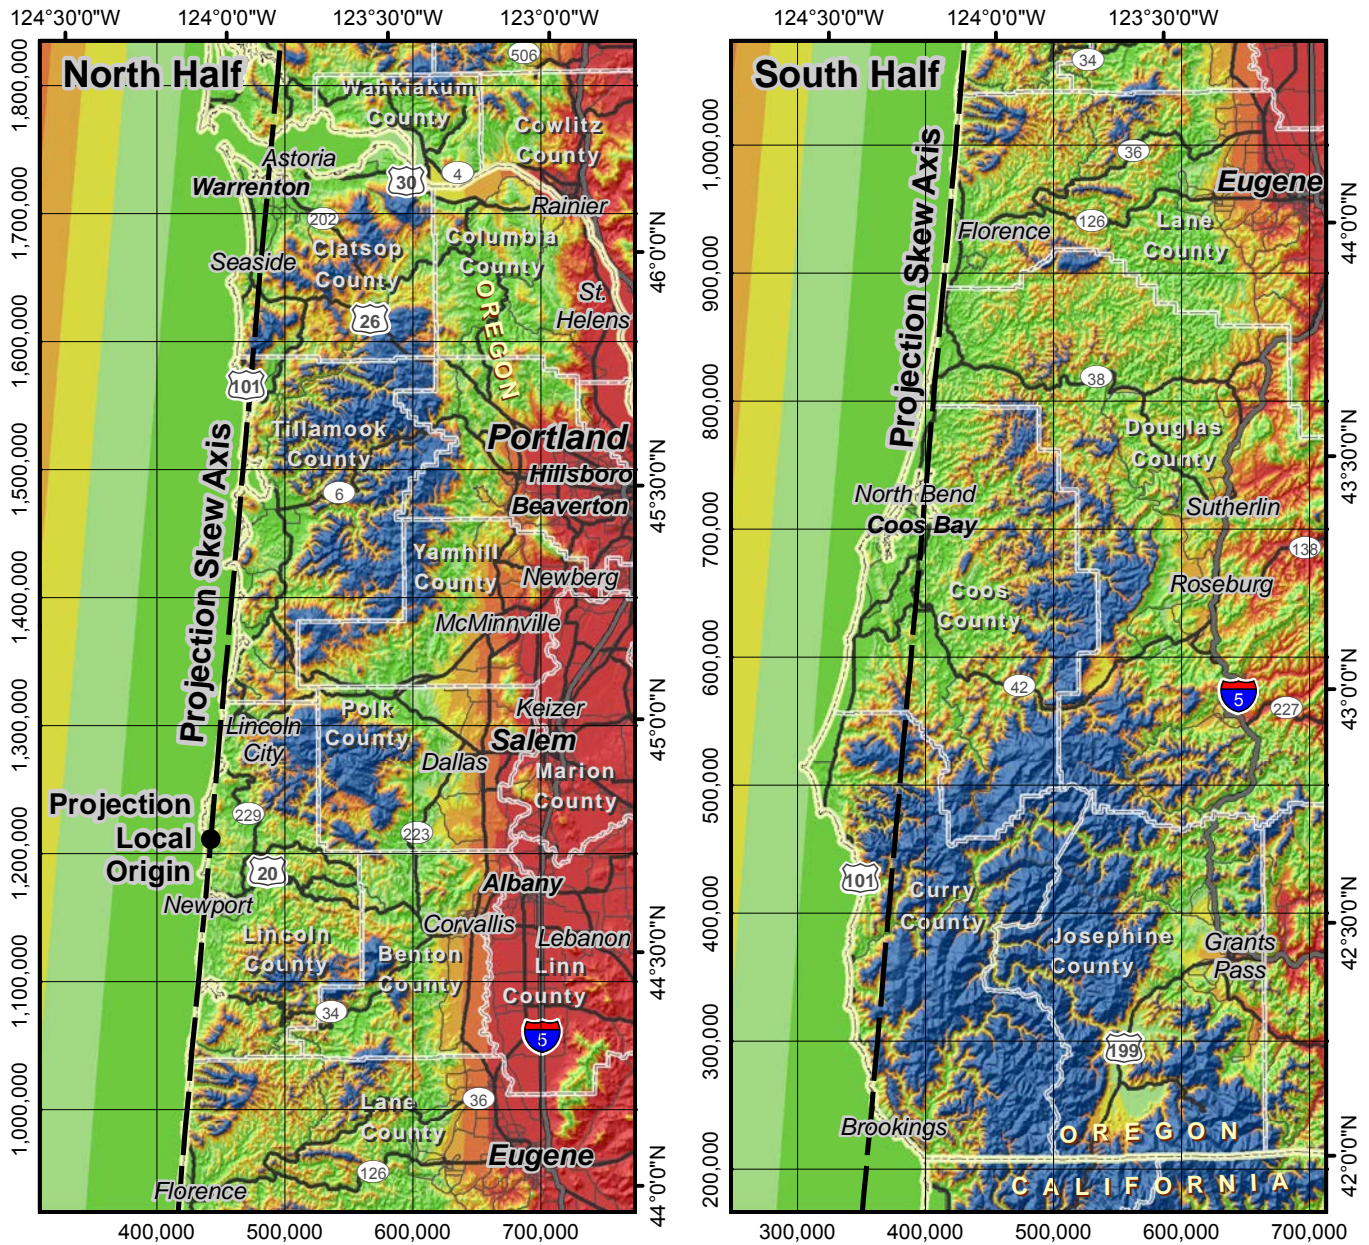 124°30'0"W 124°0'0"W 123°30'0"W 123°0'0"W
North Half
506
Wahkiakum
County
Cowlitz
County
Astoria
4
30
Warrenton
Rainier
202
Clatsop
County
Columbia
County
Seaside
St.
Helens
OREGON
26
101
Tillamook
County
Portland
Hillsboro
6
Beaverton
Projection Skew Axis
Yamhill
County
Newberg
McMinnville
Keizer
Polk
County
Lincoln
City
Salem
Dallas
Marion
County
Projection
Local
Origin
229
223
20
Albany
Newport
Corvallis
Lincoln
County
Lebanon
Benton
County
Linn
County
34
5
36
Lane
County
Eugene
126
Florence
1,800,000
1,700,000
1,600,000
1,500,000
1,400,000
1,300,000
1,200,000
1,100,000
1,000,000
46°0'0"N
45°30'0"N
45°0'0"N
44°30'0"N
44°0'0"N
400,000 500,000 600,000 700,000
124°30'0"W 124°0'0"W 123°30'0"W
South Half
34
36
Eugene
126
Lane
County
Florence
Projection Skew Axis
38
Douglas
County
North Bend
Coos Bay
Sutherlin
138
Roseburg
Coos
County
42
5
227
101
Curry
County
Josephine
County
Grants
Pass
199
Brookings
OREGON
CALIFORNIA
1,000,000
900,000
800,000
700,000
600,000
500,000
400,000
300,000
200,000
44°0'0"N
43°30'0"N
43°0'0"N
42°30'0"N
42°0'0"N
300,000 400,000 500,000 600,000 700,000